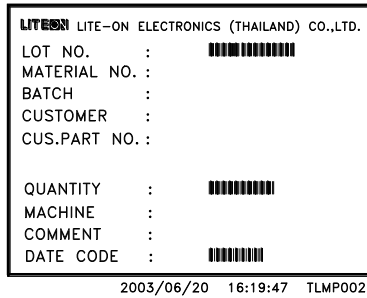 LITEON LITE-ON ELECTRONICS (THAILAND) CO.,LTD.
LOT NO. :
MATERIAL NO. :
BATCH :
CUSTOMER :
CUS.PART NO. :
QUANTITY :
MACHINE :
COMMENT :
DATE CODE :
2003/06/20 16:19:47 TLMP002